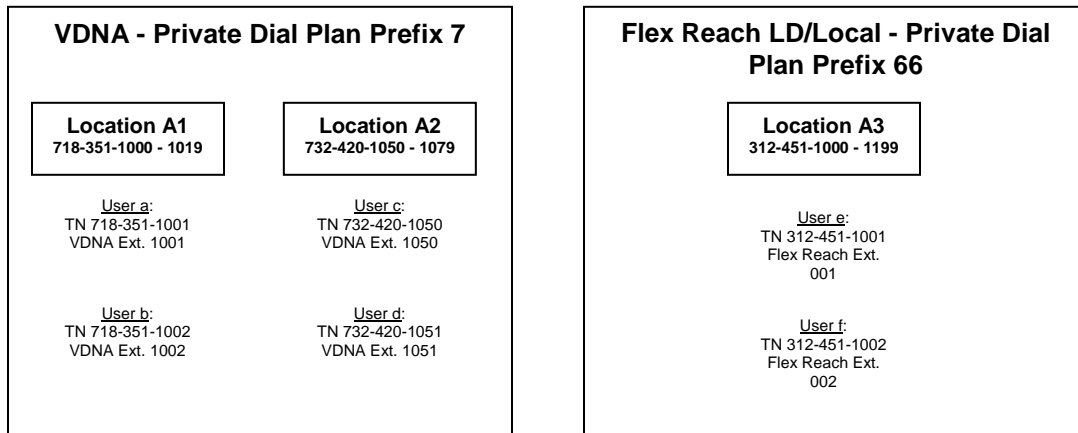 VDNA - Private Dial Plan Prefix 7
Location A1
718-351-1000 - 1019
Location A2
732-420-1050 - 1079
User a:
TN 718-351-1001
VDNA Ext. 1001
User c:
TN 732-420-1050
VDNA Ext. 1050
User b:
TN 718-351-1002
VDNA Ext. 1002
User d:
TN 732-420-1051
VDNA Ext. 1051
Flex Reach LD/Local - Private Dial
Plan Prefix 66
Location A3
312-451-1000 - 1199
User e:
TN 312-451-1001
Flex Reach Ext.
001
User f:
TN 312-451-1002
Flex Reach Ext.
002